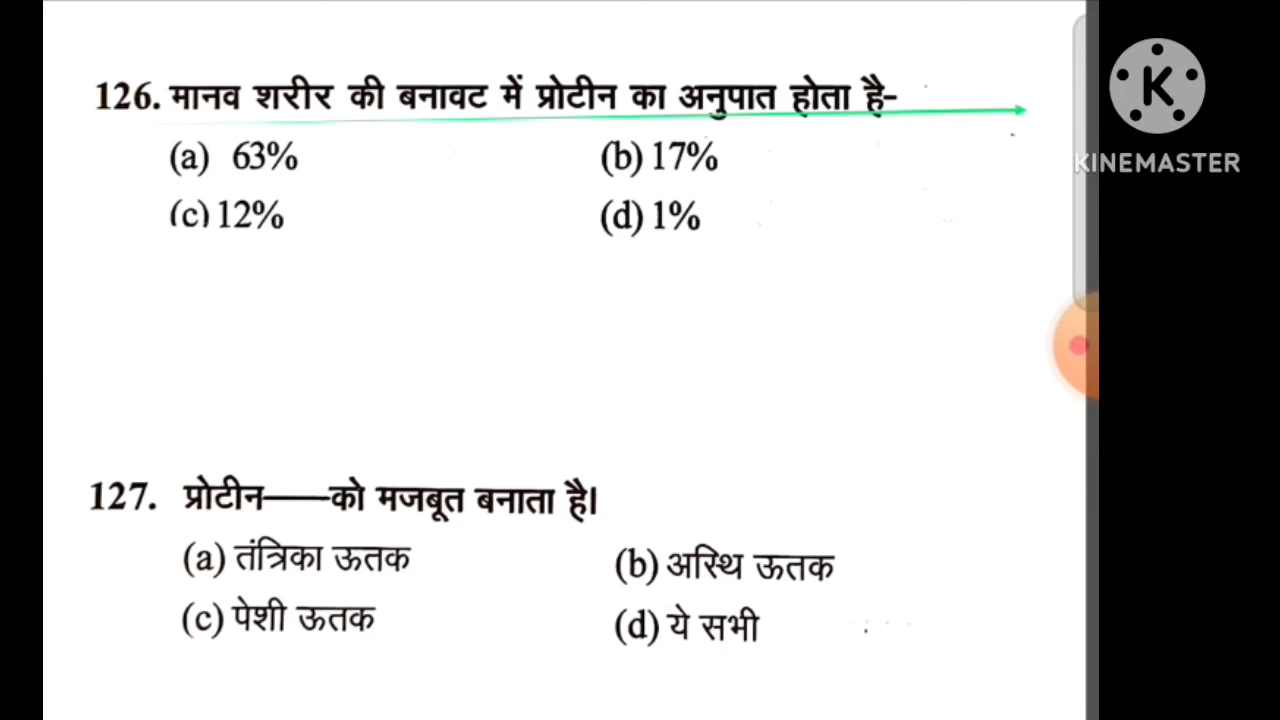 126. मानव शरीर की बनावट में प्रोटीन का अनुपात होता है-
(a) 63% (b) 17%
(c) 12% (d) 1%
127. प्रोटीन——को मजबूत बनाता है।
(a) तंत्रिका ऊतक (b) अस्थि ऊतक
(c) पेशी ऊतक (d) ये सभी
K
KINEMASTER